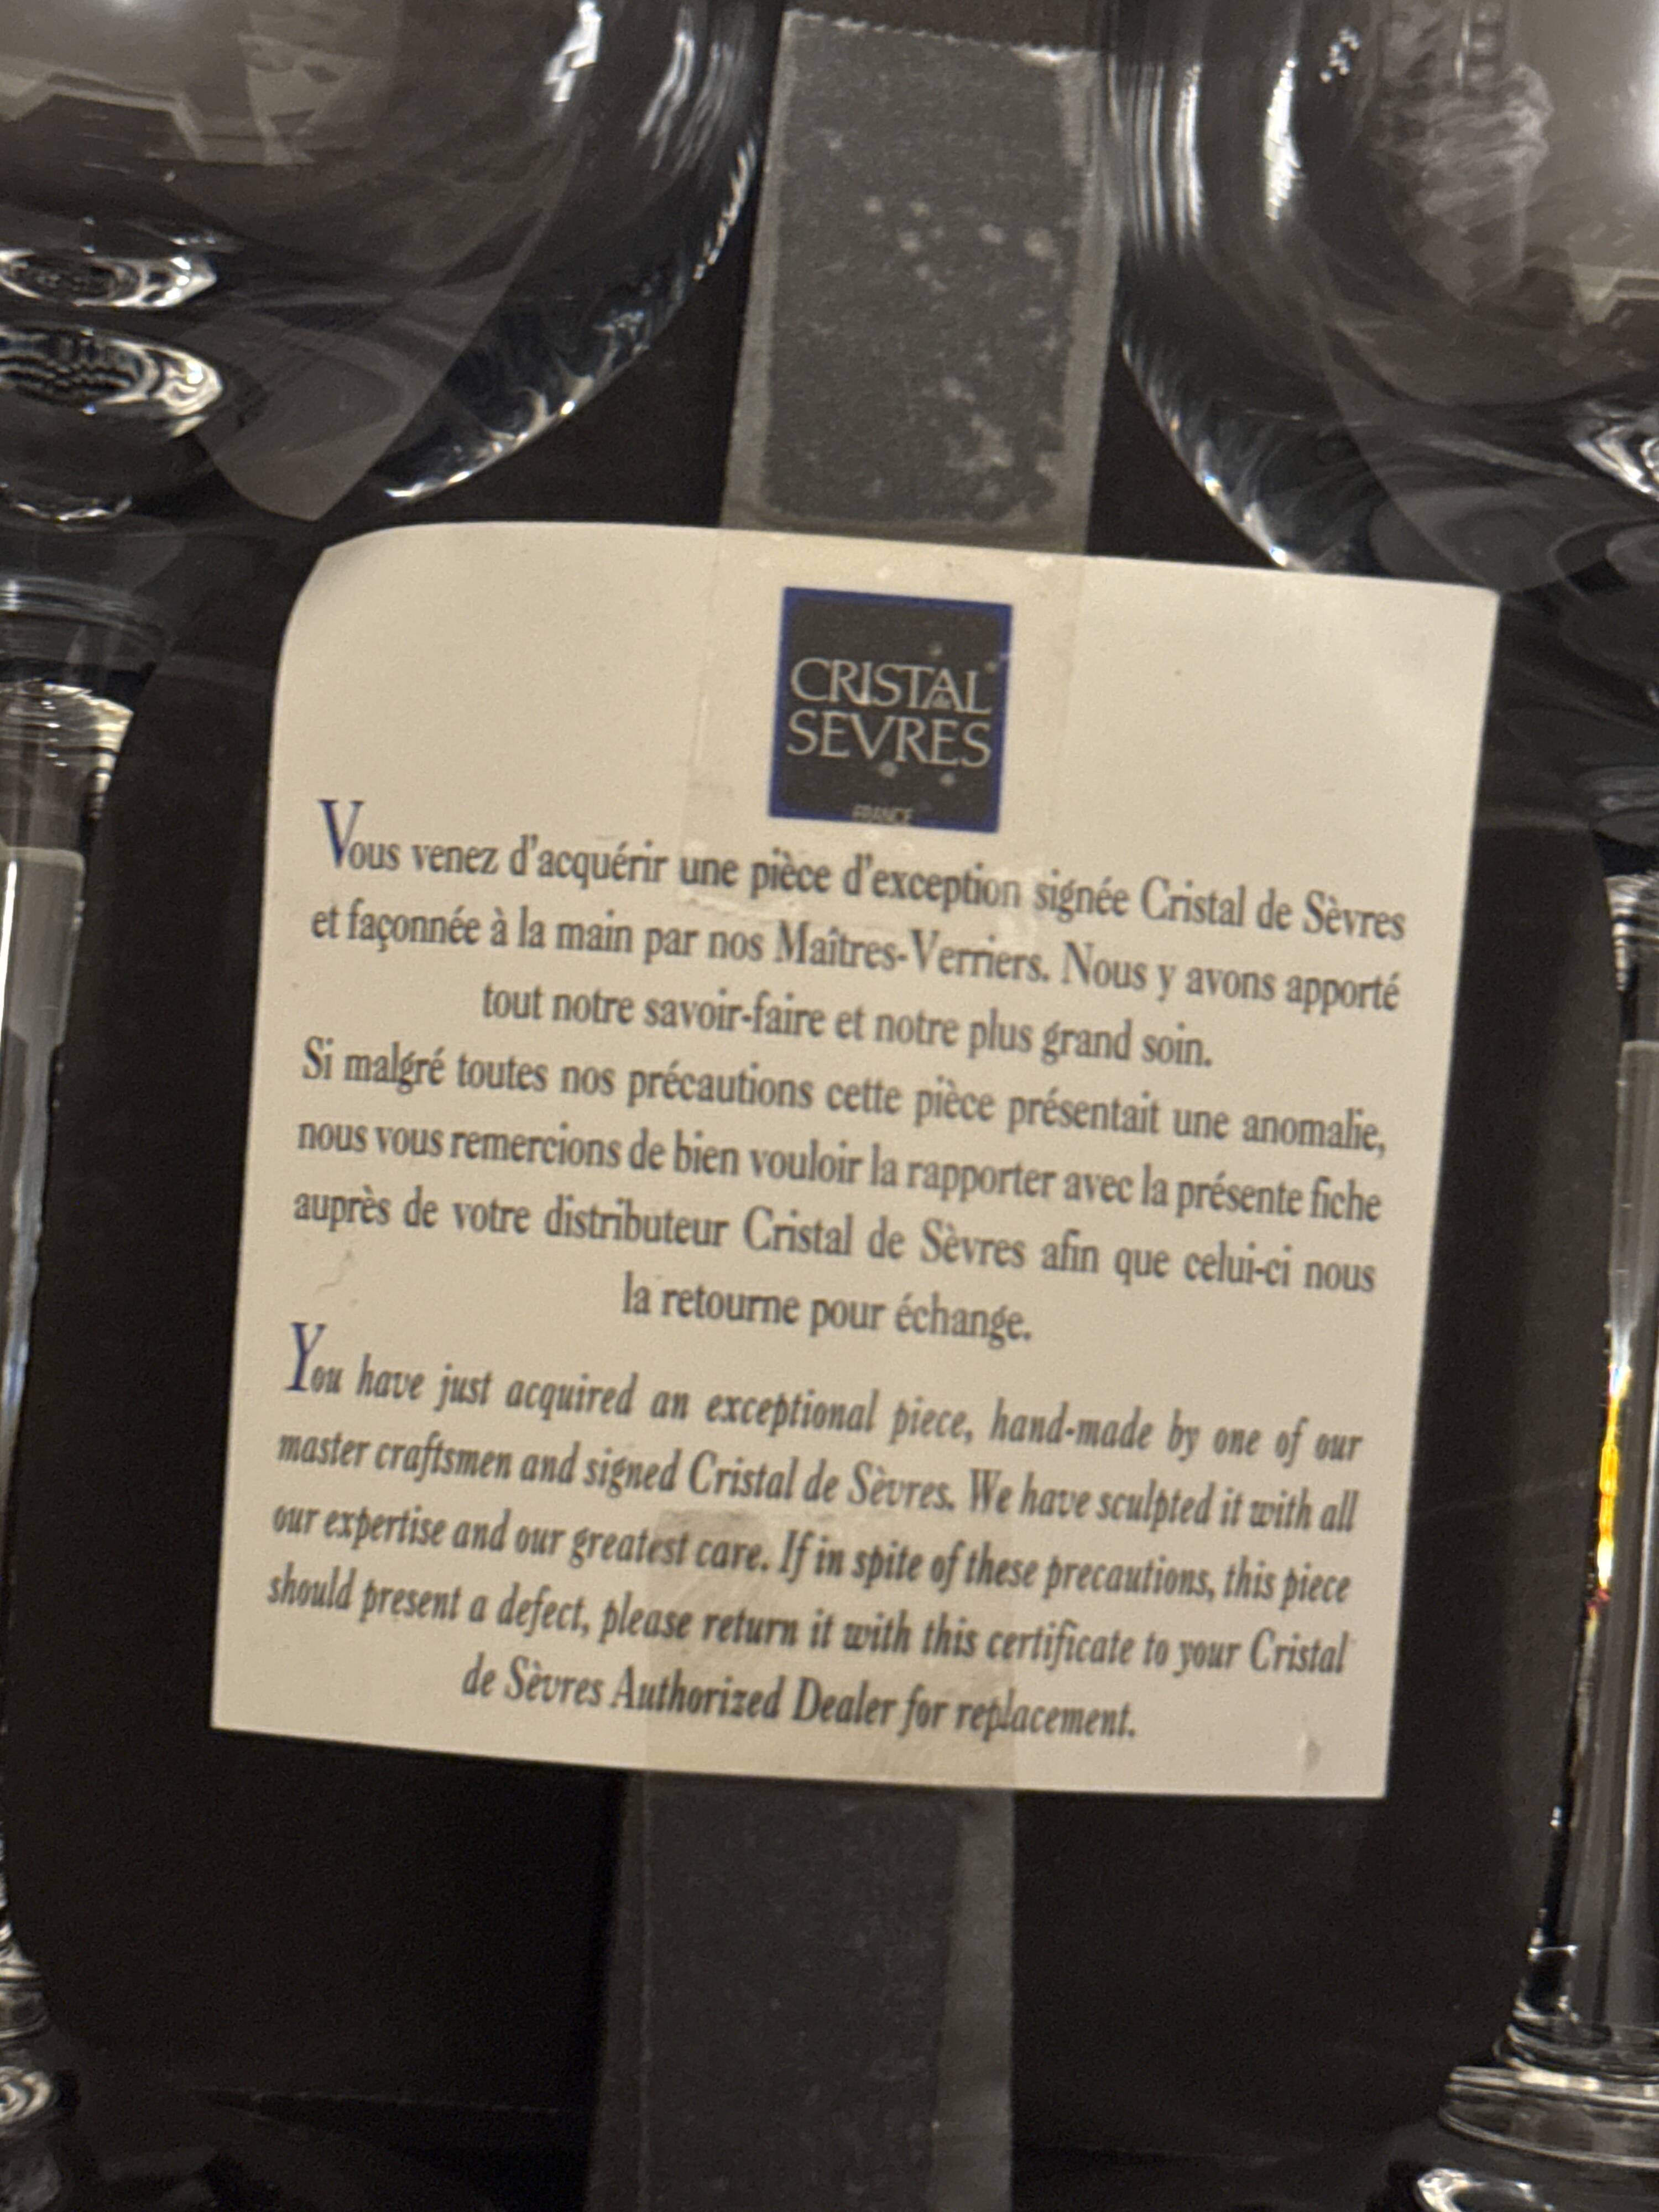 CRISTAL
SEVRES
FRANCE
Vous venez d'acquérir une pièce d'exception signée Cristal de Sèvres
et façonnée à la main par nos Maîtres-Verriers. Nous y avons apporté
tout notre savoir-faire et notre plus grand soin.
Si malgré toutes nos précautions cette pièce présentait une anomalie,
nous vous remercions de bien vouloir la rapporter avec la présente fiche
auprès de votre distributeur Cristal de Sèvres afin que celui-ci nous
la retourne pour échange.
You have just acquired an exceptional piece, hand-made by one of our
master craftsmen and signed Cristal de Sèvres. We have sculpted it with all
our expertise and our greatest care. If in spite of these precautions, this piece
should present a defect, please return it with this certificate to your Cristal
de Sèvres Authorized Dealer for replacement.